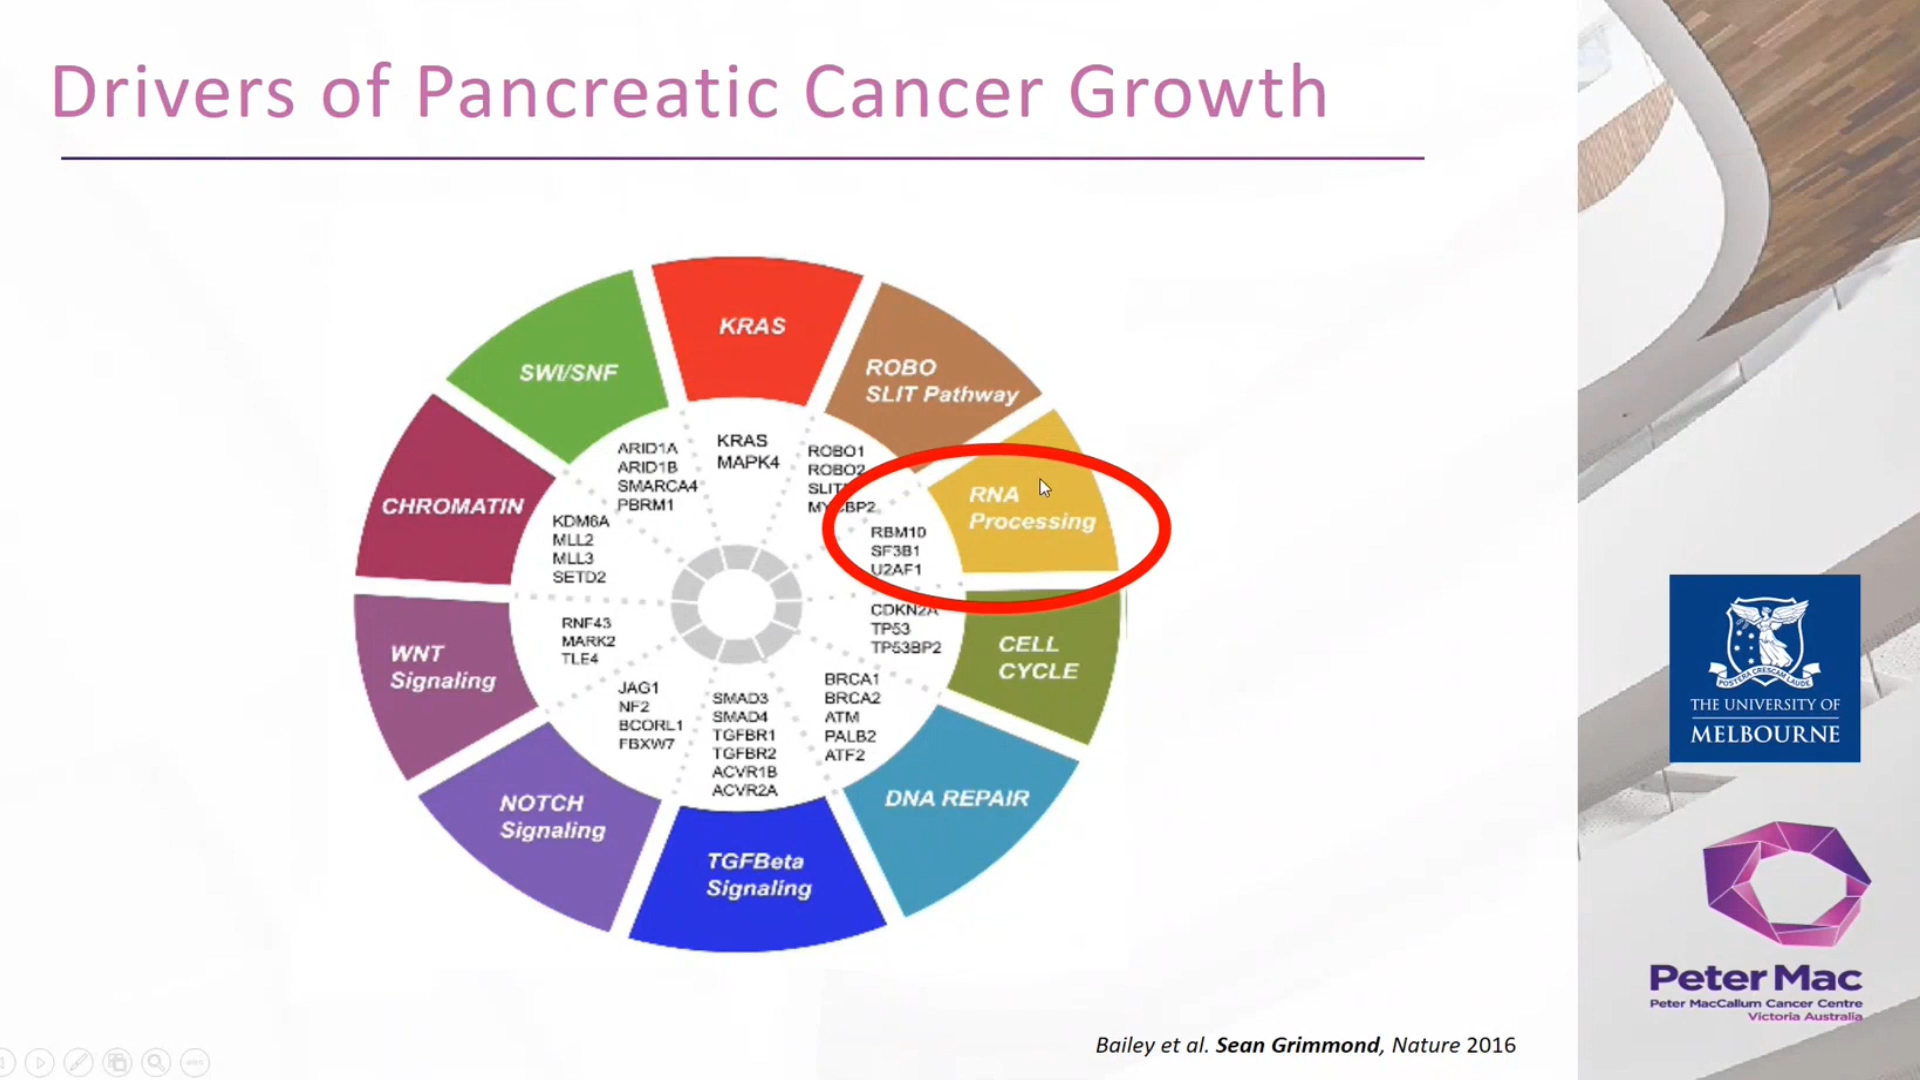 Drivers of Pancreatic Cancer Growth
KRAS
ROBO
SLIT Pathway
RNA
Processing
CELL
CYCLE
DNA REPAIR
TGFBeta
Signaling
NOTCH
Signaling
WNT
Signaling
CHROMATIN
SWI/SNF
KRAS
MAPK4
ROBO1
ROBO2
RBM10
SF3B1
U2AF1
CDKN2A
TP53
TP53BP2
BRCA1
BRCA2
ATM
PALB2
ATF2
SMAD3
SMAD4
TGFBR1
TGFBR2
ACVR1B
ACVR2A
JAG1
NF2
BCORL1
FBXW7
RNF43
MARK2
TLE4
KDM6A
MLL2
MLL3
SETD2
ARID1A
ARID1B
SMARCA4
PBRM1
THE UNIVERSITY OF
MELBOURNE
Peter Mac
Peter MacCallum Cancer Centre
Victoria Australia
Bailey et al. Sean Grimmond, Nature 2016